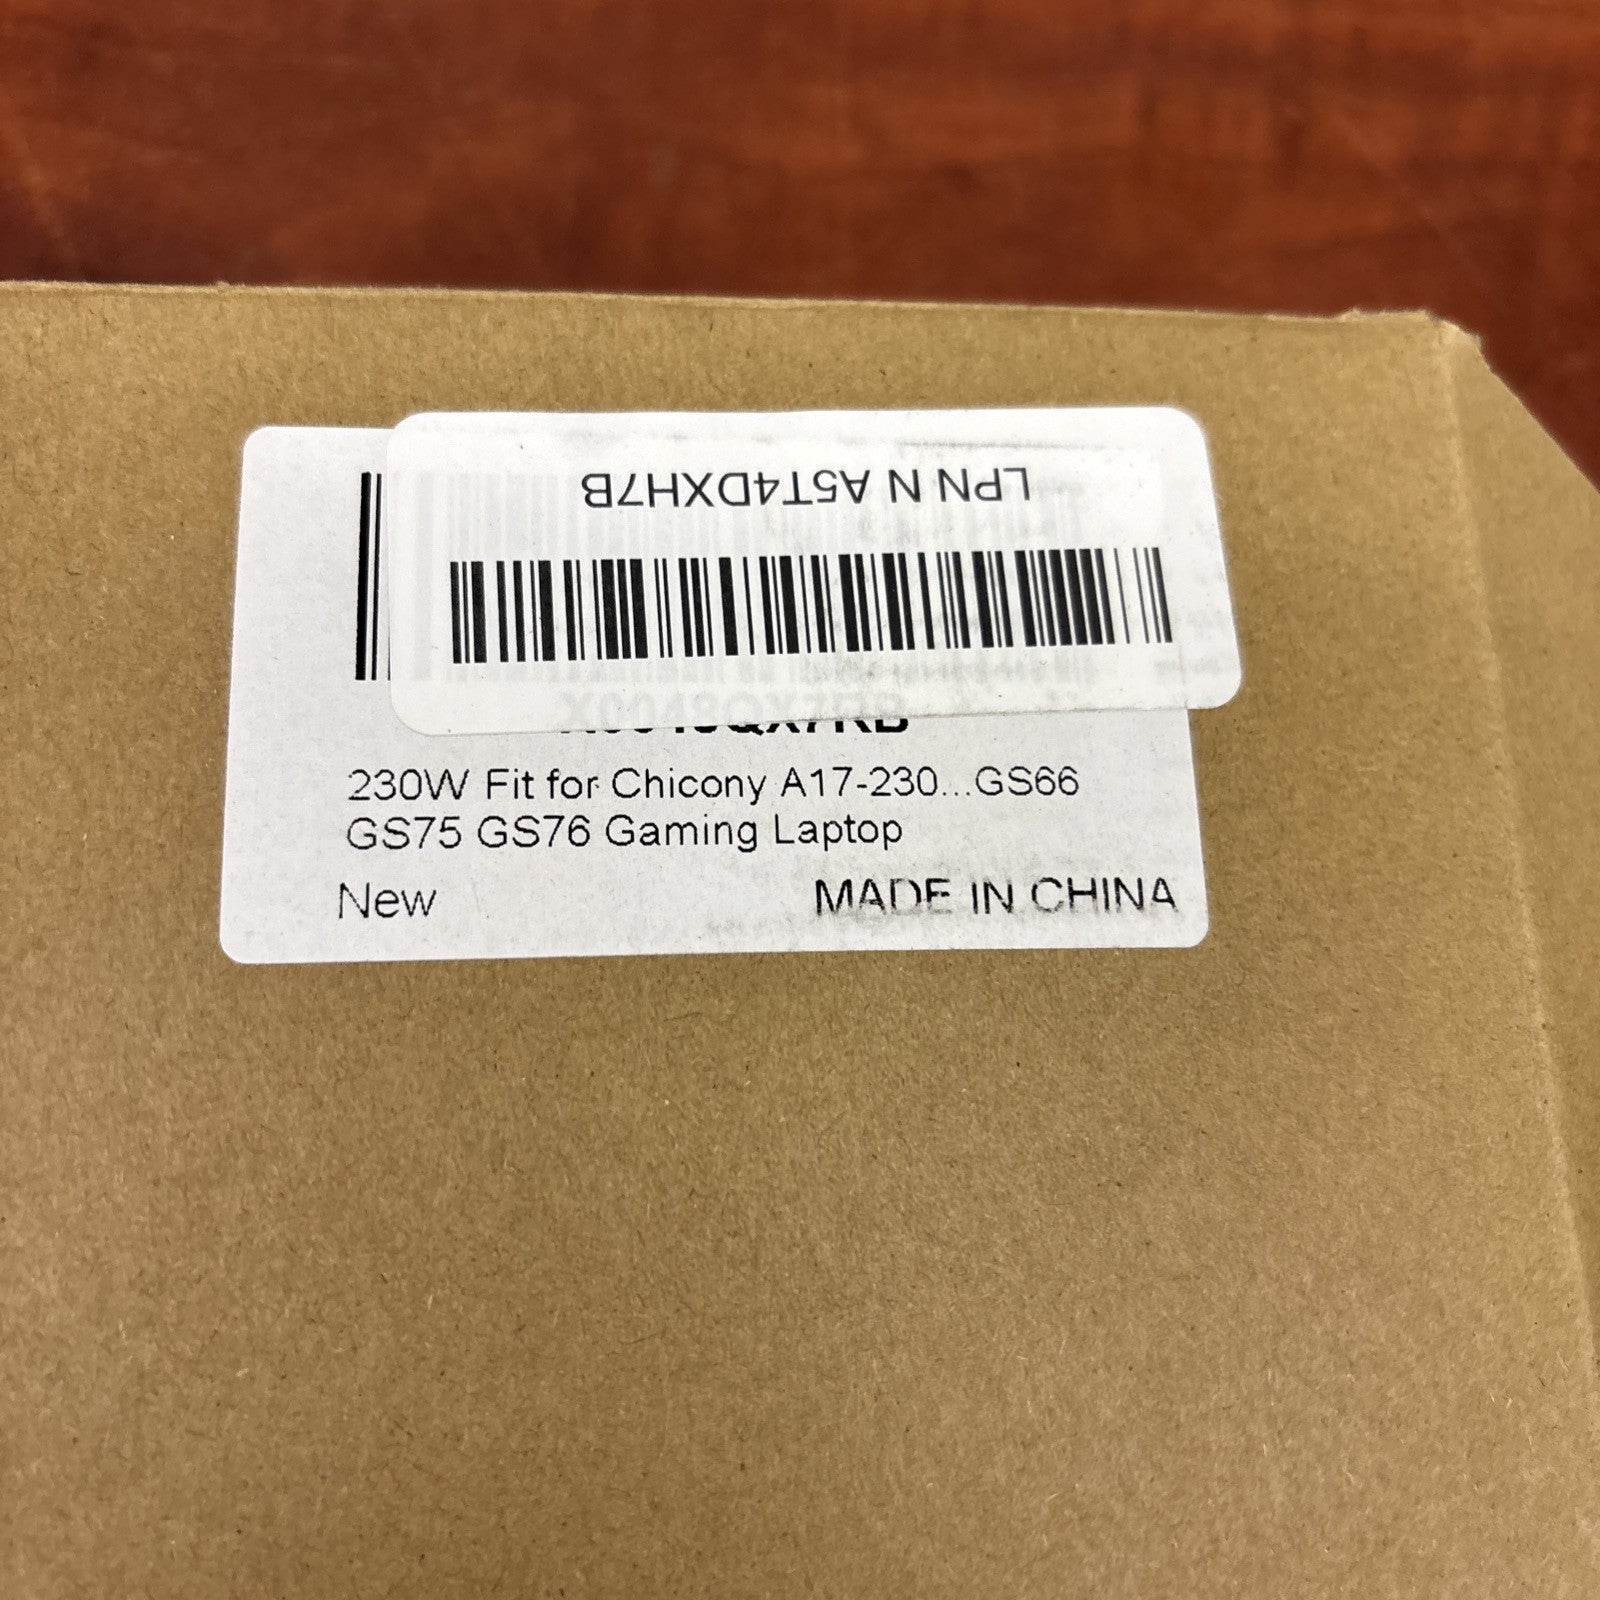 LPN N A5T4DXH7B
230W Fit for Chicony A17-230...GS66
GS75 GS76 Gaming Laptop
New MADE IN CHINA